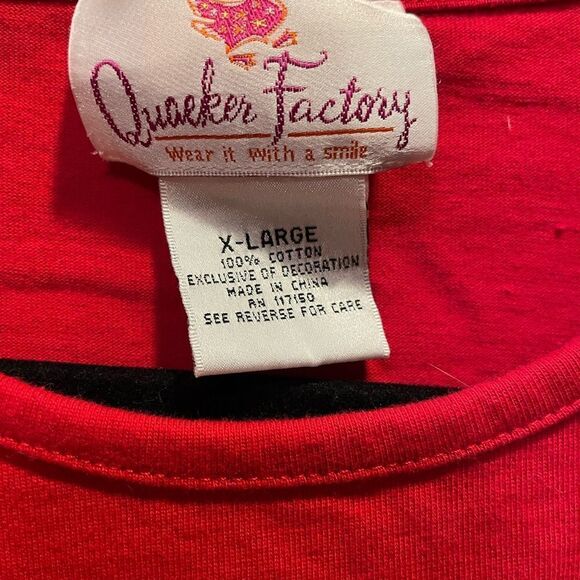 Quacker Factory
Wear it with a smile
X-LARGE
100% COTTON
EXCLUSIVE OF DECORATION
MADE IN CHINA
RN 117150
SEE REVERSE FOR CARE